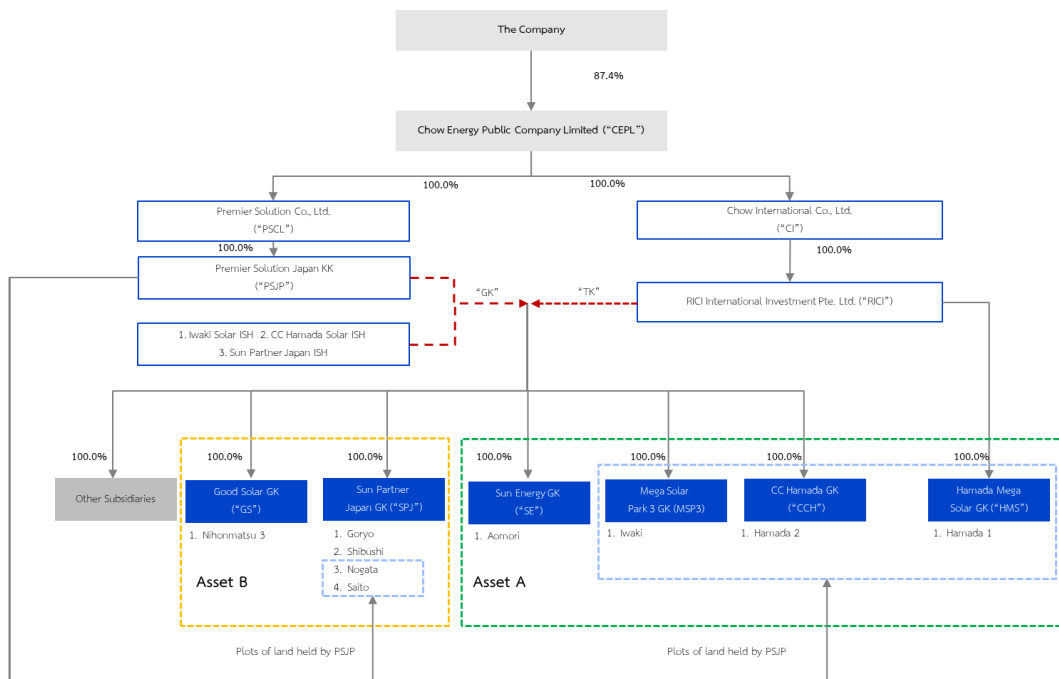 The Company
87.4%
Chow Energy Public Company Limited (“CEPL”)
100.0%
100.0%
Premier Solution Co., Ltd.
(“PSCL”)
Chow International Co., Ltd.
(“CI”)
100.0%
100.0%
Premier Solution Japan KK
(“PSJP”)
“GK”
“TK”
RICI International Investment Pte. Ltd. (“RICI”)
1. Iwaki Solar ISH 2. CC Hamada Solar ISH
3. Sun Partner Japan ISH
100.0%
100.0%
100.0%
100.0%
100.0%
100.0%
100.0%
Other Subsidiaries
Good Solar GK
(“GS”)
Sun Partner
Japan GK (“SPJ”)
Sun Energy GK
(“SE”)
Mega Solar
Park 3 GK (MSP3)
CC Hamada GK
(“CCH”)
Hamada Mega
Solar GK (“HMS”)
1. Nihonmatsu 3
1. Goryo
2. Shibushi
3. Nogata
4. Saito
1. Aomori
1. Iwaki
1. Hamada 2
1. Hamada 1
Asset B
Asset A
Plots of land held by PSJP
Plots of land held by PSJP